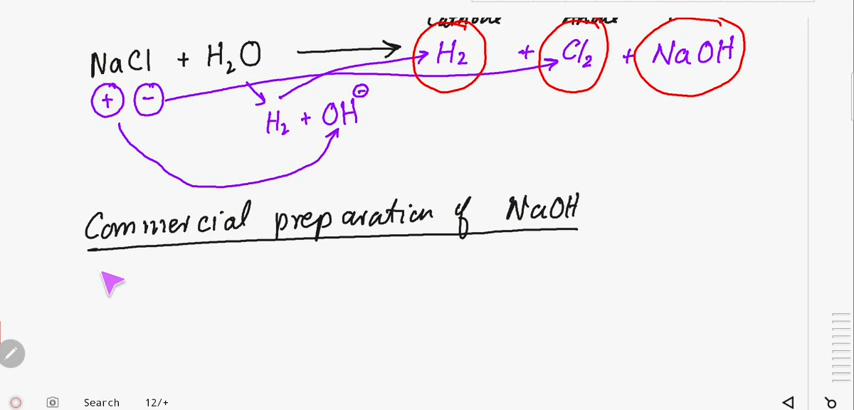 NaCl + H₂O ⟶ H₂ + Cl₂ + NaOH
⊕ ⊖
H₂ + OH⊖
Commercial preparation of NaOH
Search 12/+